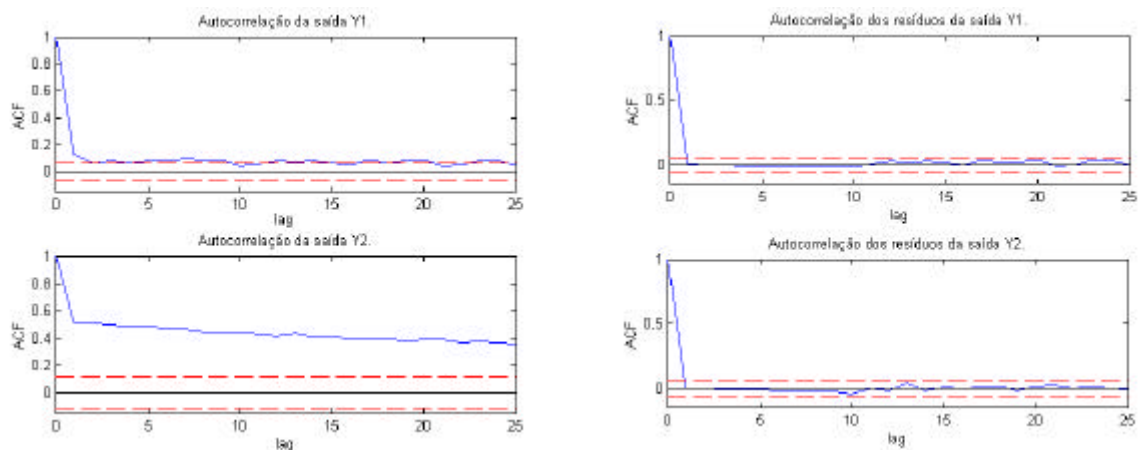 Autocorrelação da saída Y1.
1
0.8
0.6
0.4
0.2
0
ACF
0 5 10 15 20 25
lag
Autocorrelação dos resíduos da saída Y1.
1
0.5
0
ACF
0 5 10 15 20 25
lag
Autocorrelação da saída Y2.
1
0.8
0.6
0.4
0.2
0
ACF
0 5 10 15 20 25
lag
Autocorrelação dos resíduos da saída Y2.
1
0.5
0
ACF
0 5 10 15 20 25
lag